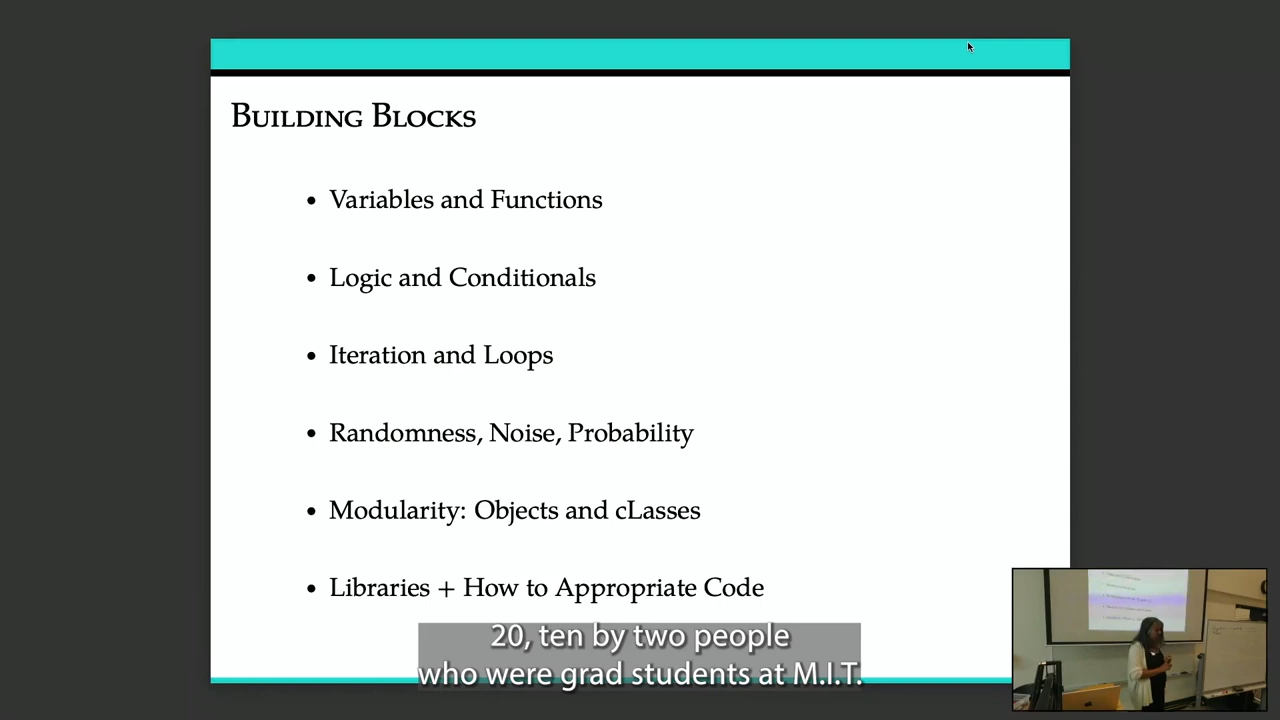 Building Blocks
• Variables and Functions
• Logic and Conditionals
• Iteration and Loops
• Randomness, Noise, Probability
• Modularity: Objects and cLasses
• Libraries + How to Appropriate Code
20, ten by two people
who were grad students at M.I.T.